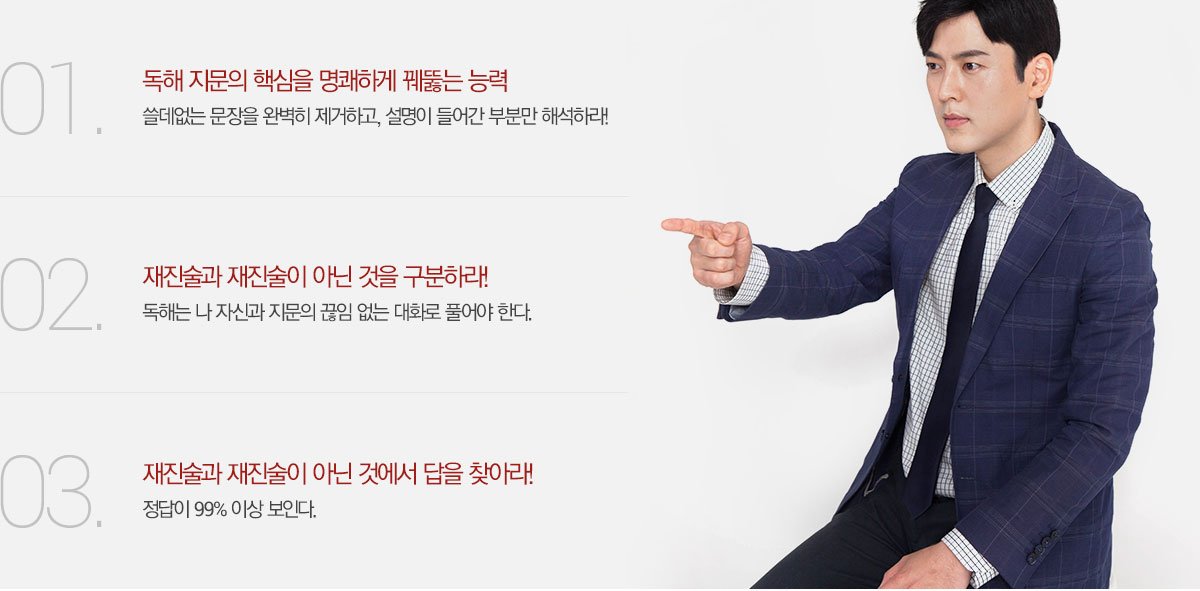 01.
독해 지문의 핵심을 명쾌하게 꿰뚫는 능력
쓸데없는 문장을 완벽히 제거하고, 설명이 들어간 부분만 해석하라!
02.
재진술과 재진술이 아닌 것을 구분하라!
독해는 나 자신과 지문의 끊임 없는 대화로 풀어야 한다.
03.
재진술과 재진술이 아닌 것에서 답을 찾아라!
정답이 99% 이상 보인다.